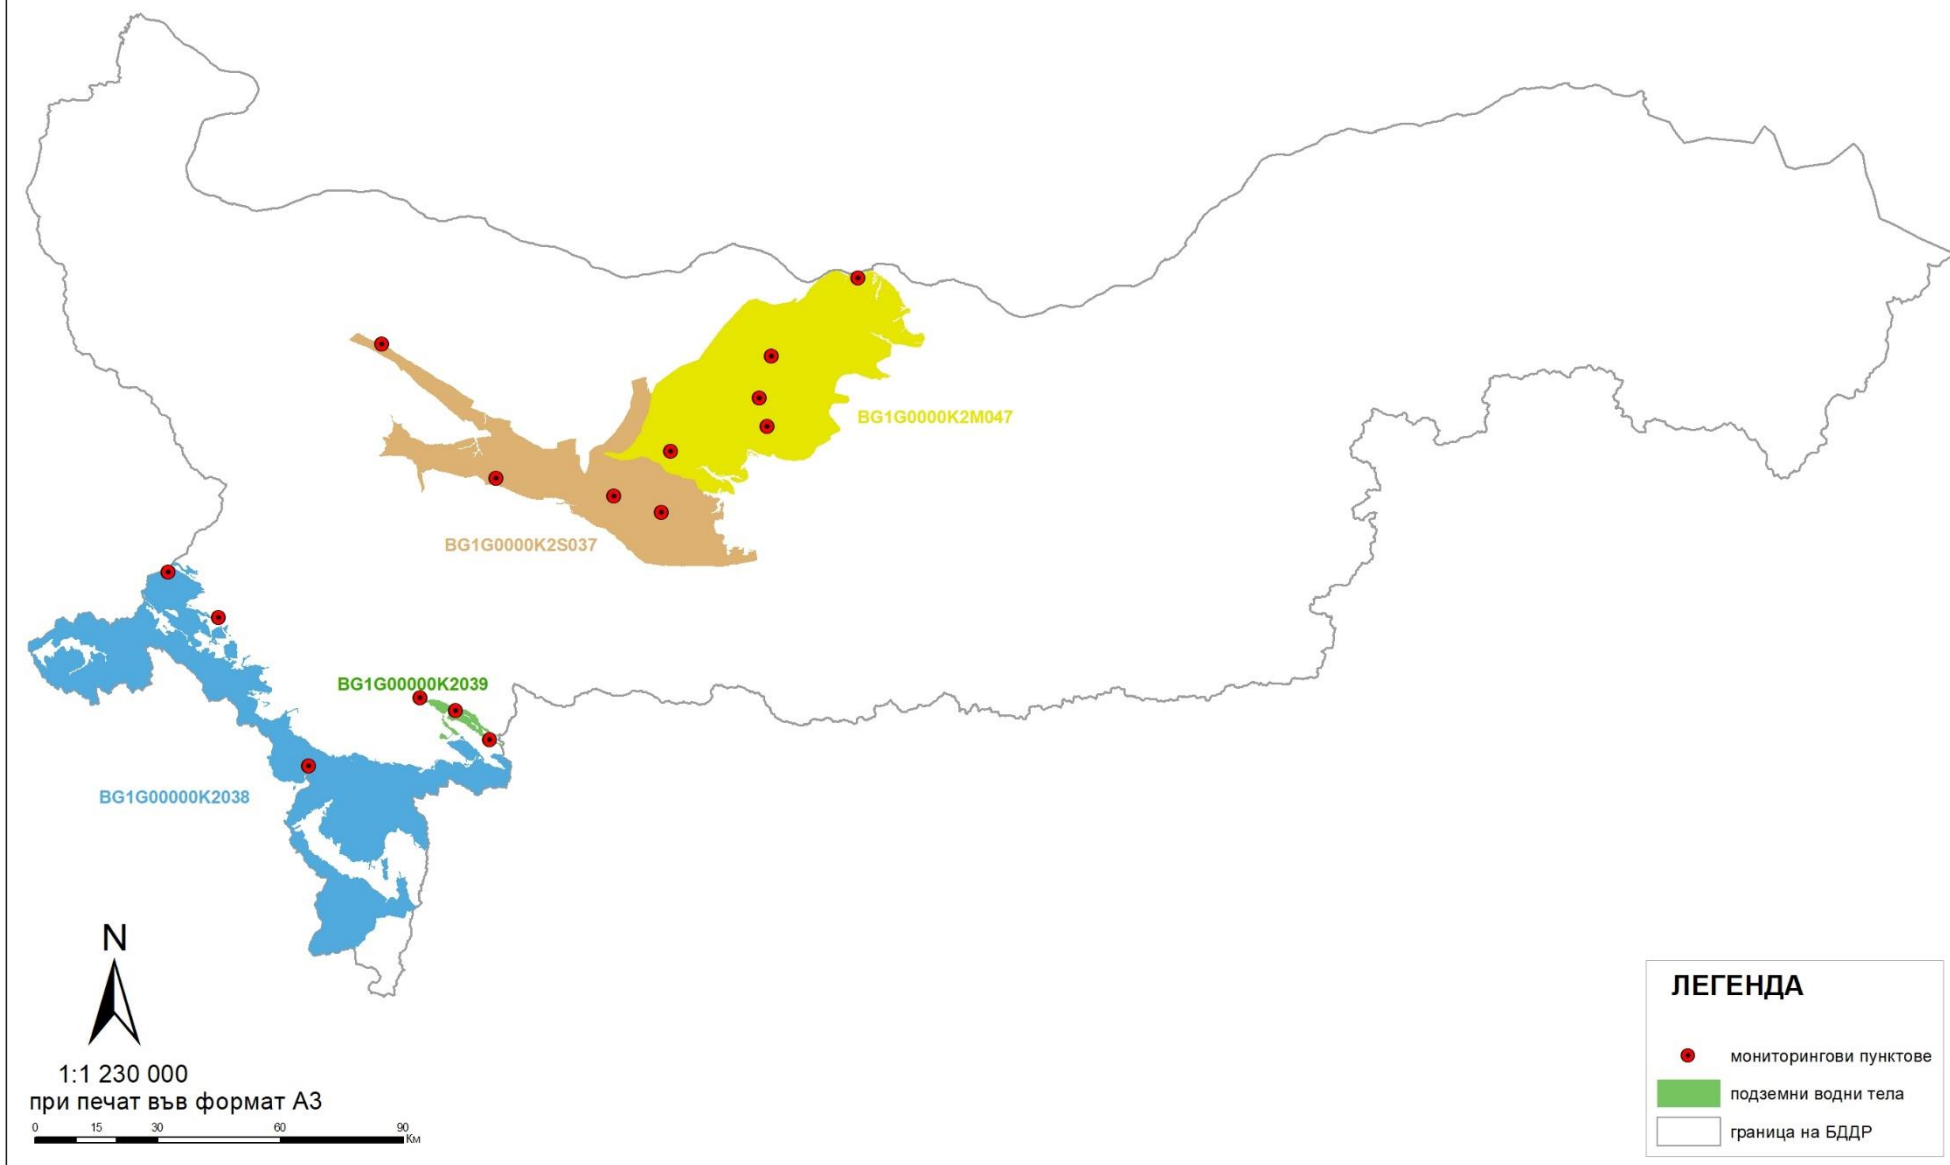 BG1G0000K2M047
BG1G0000K2S037
BG1G00000K2039
BG1G00000K2038
N
1:1 230 000
при печат във формат А3
0 15 30 60 90
Км
ЛЕГЕНДА
мониторингови пунктове
подземни водни тела
граница на БДДР